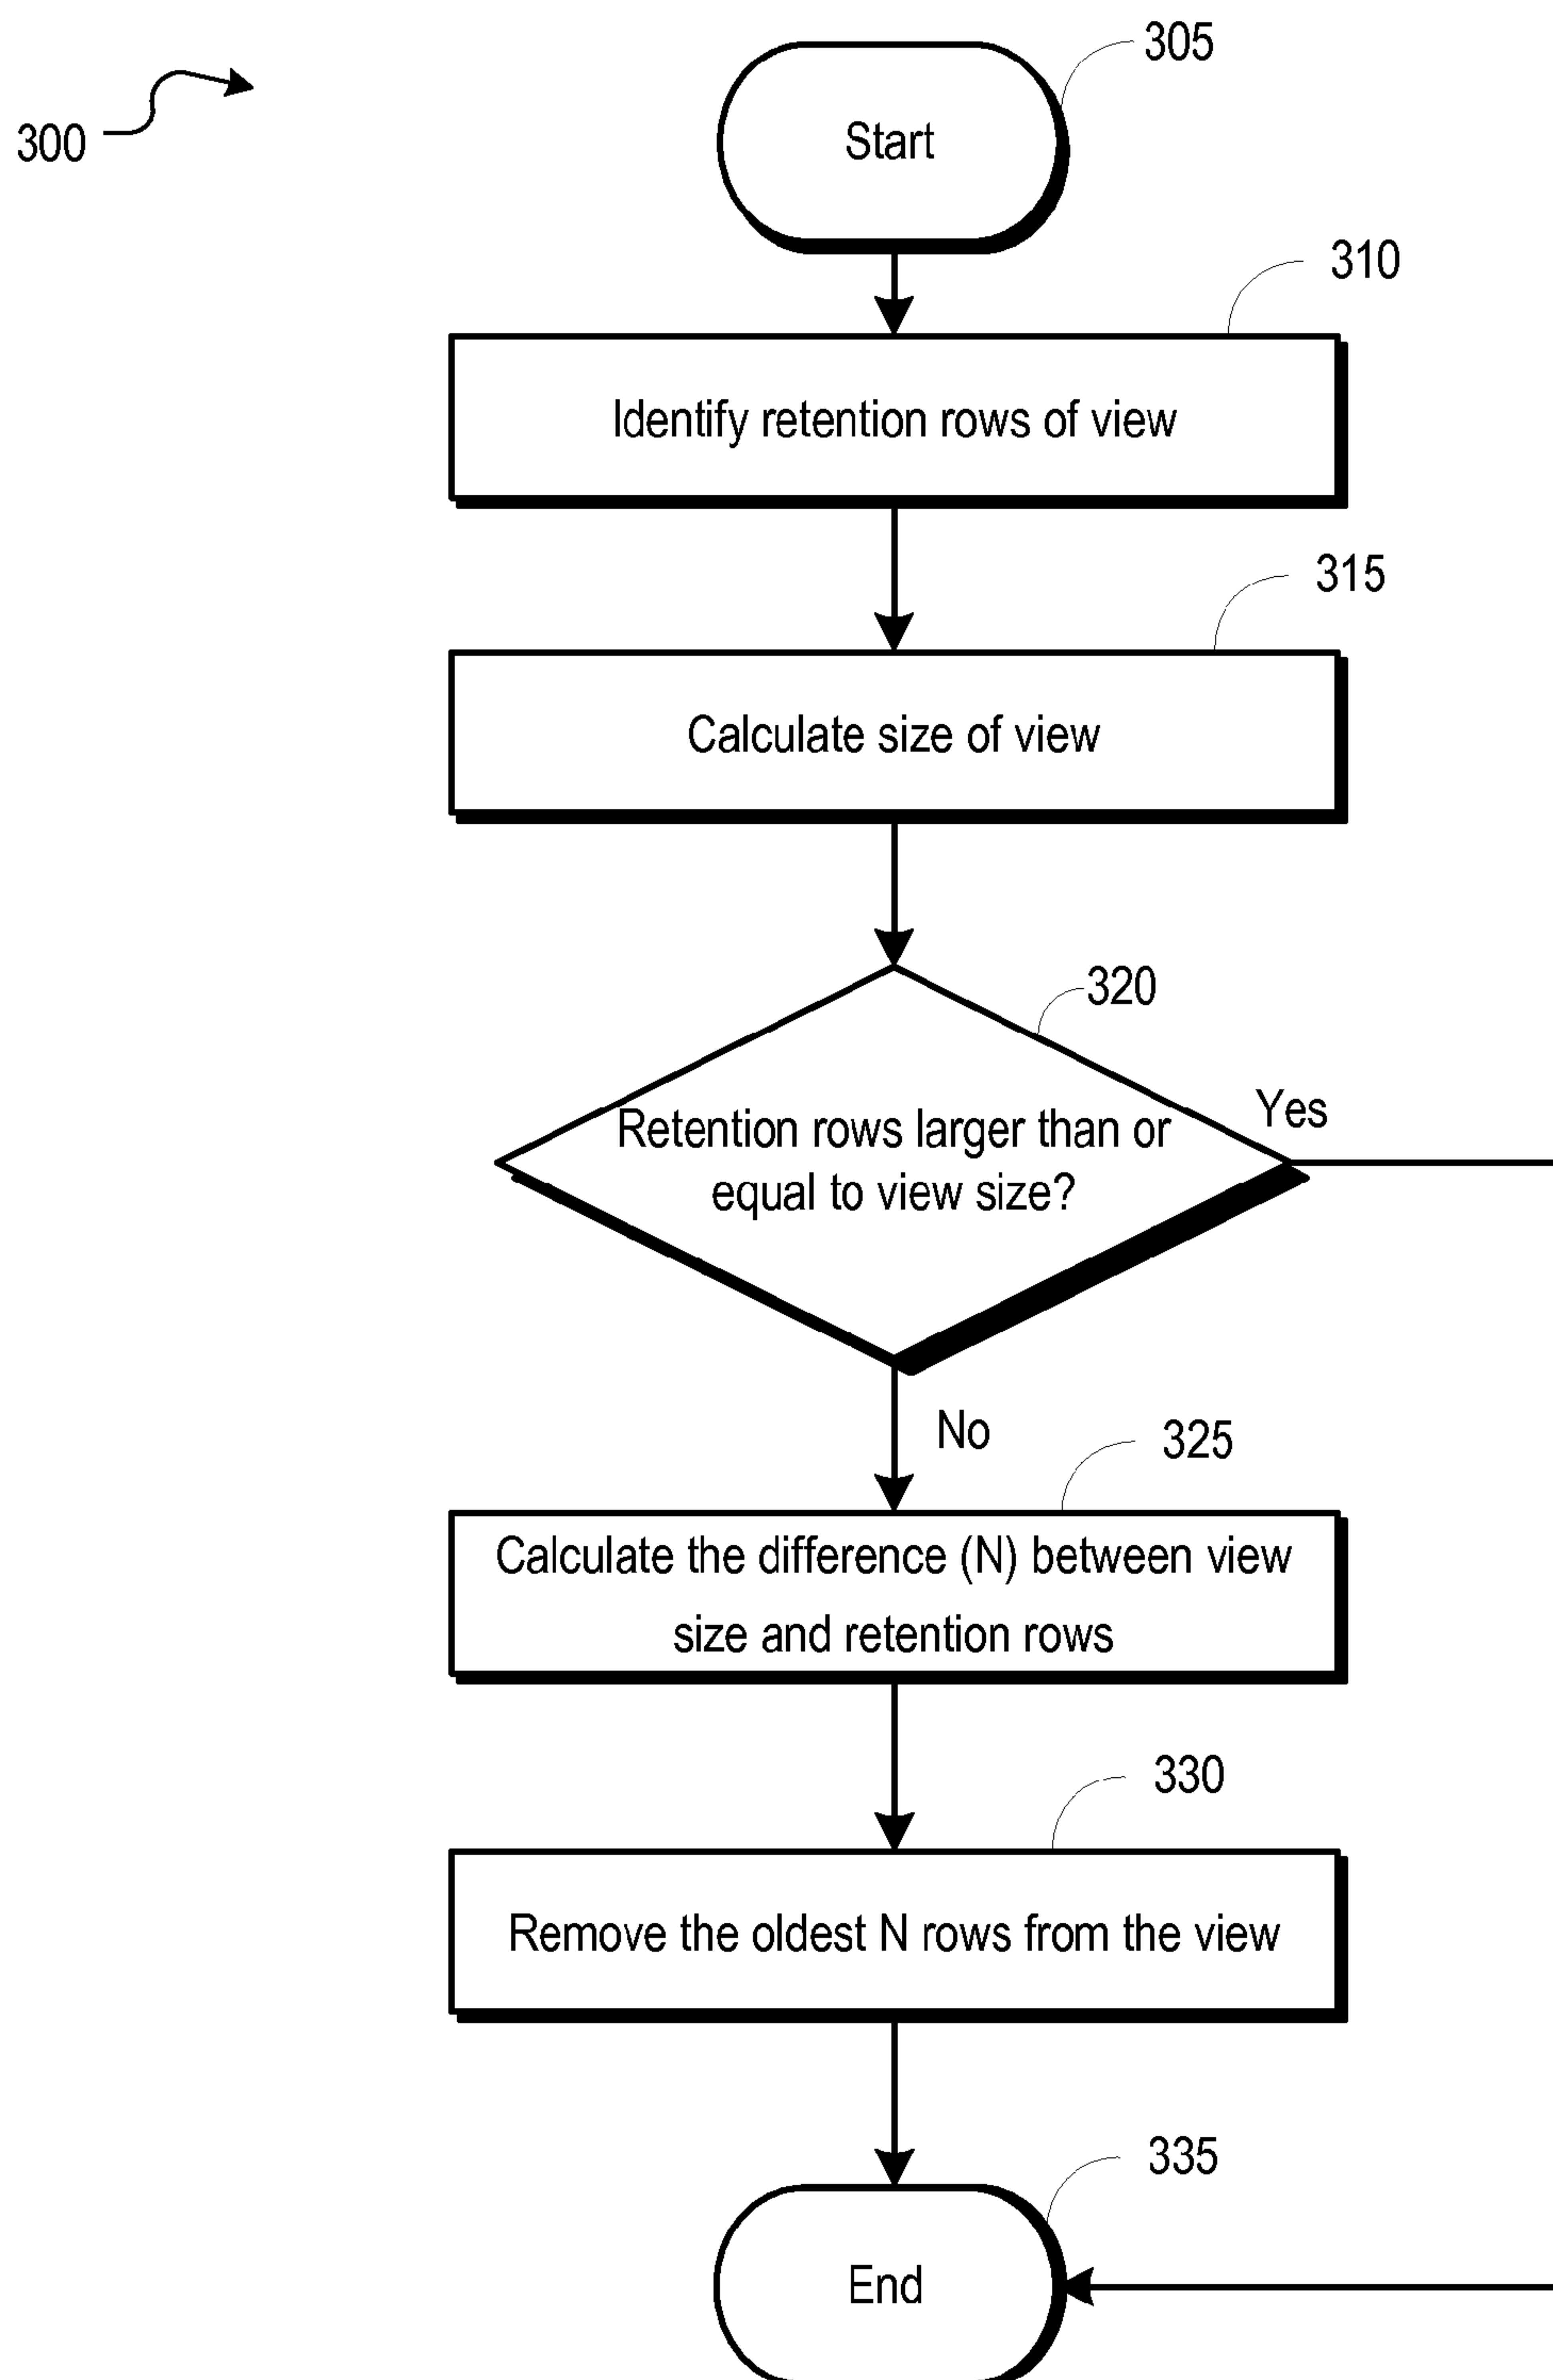 305
300
Start
310
Identify retention rows of view
315
Calculate size of view
320
Yes
Retention rows larger than or
equal to view size?
No
325
Calculate the difference (N) between view
size and retention rows
330
Remove the oldest N rows from the view
335
End